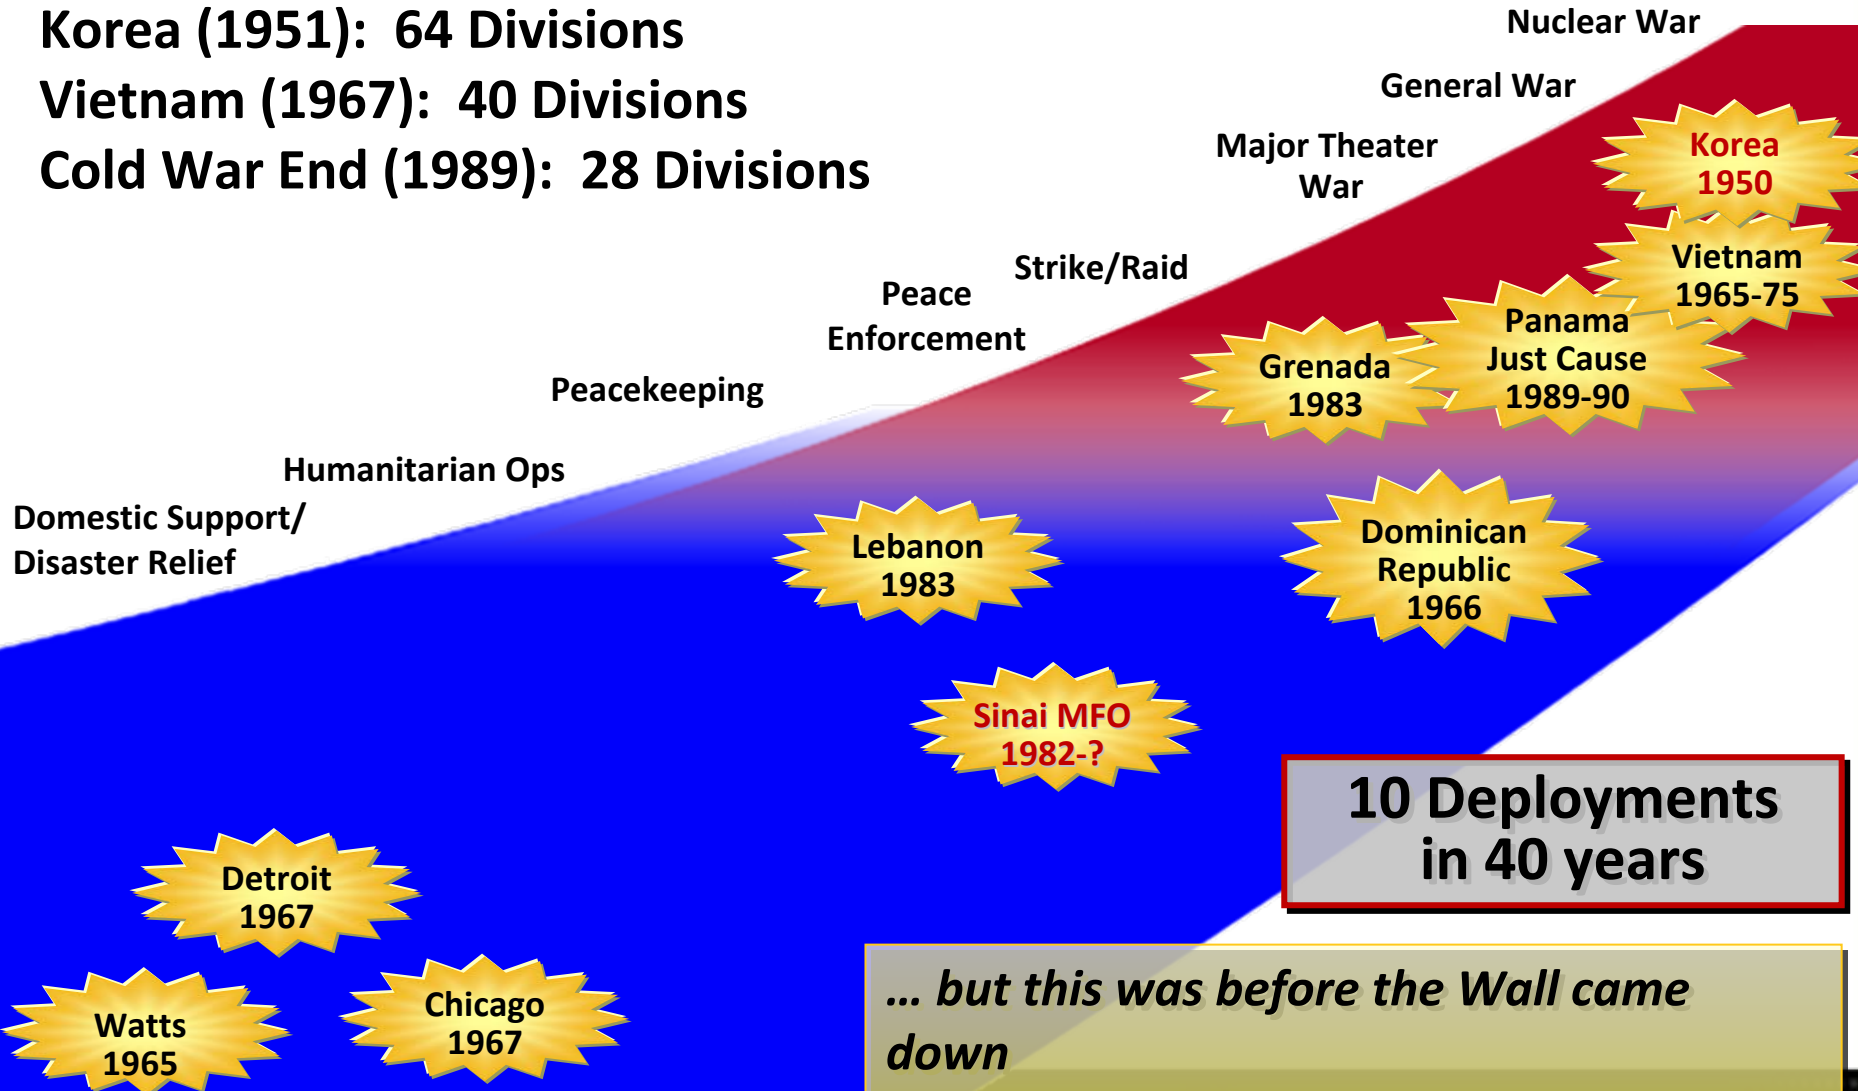 Korea (1951):  64 Divisions
Vietnam (1967):  40 Divisions
Cold War End (1989):  28 Divisions
Nuclear War
General War
Major Theater
War
Strike/Raid
Peace
Enforcement
Peacekeeping
Humanitarian Ops
Domestic Support/
Disaster Relief
Korea
1950
Vietnam
1965-75
Panama
Just Cause
1989-90
Grenada
1983
Lebanon
1983
Dominican
Republic
1966
Sinai MFO
1982-?
Detroit
1967
Watts
1965
Chicago
1967
10 Deployments
in 40 years
... but this was before the Wall came
down